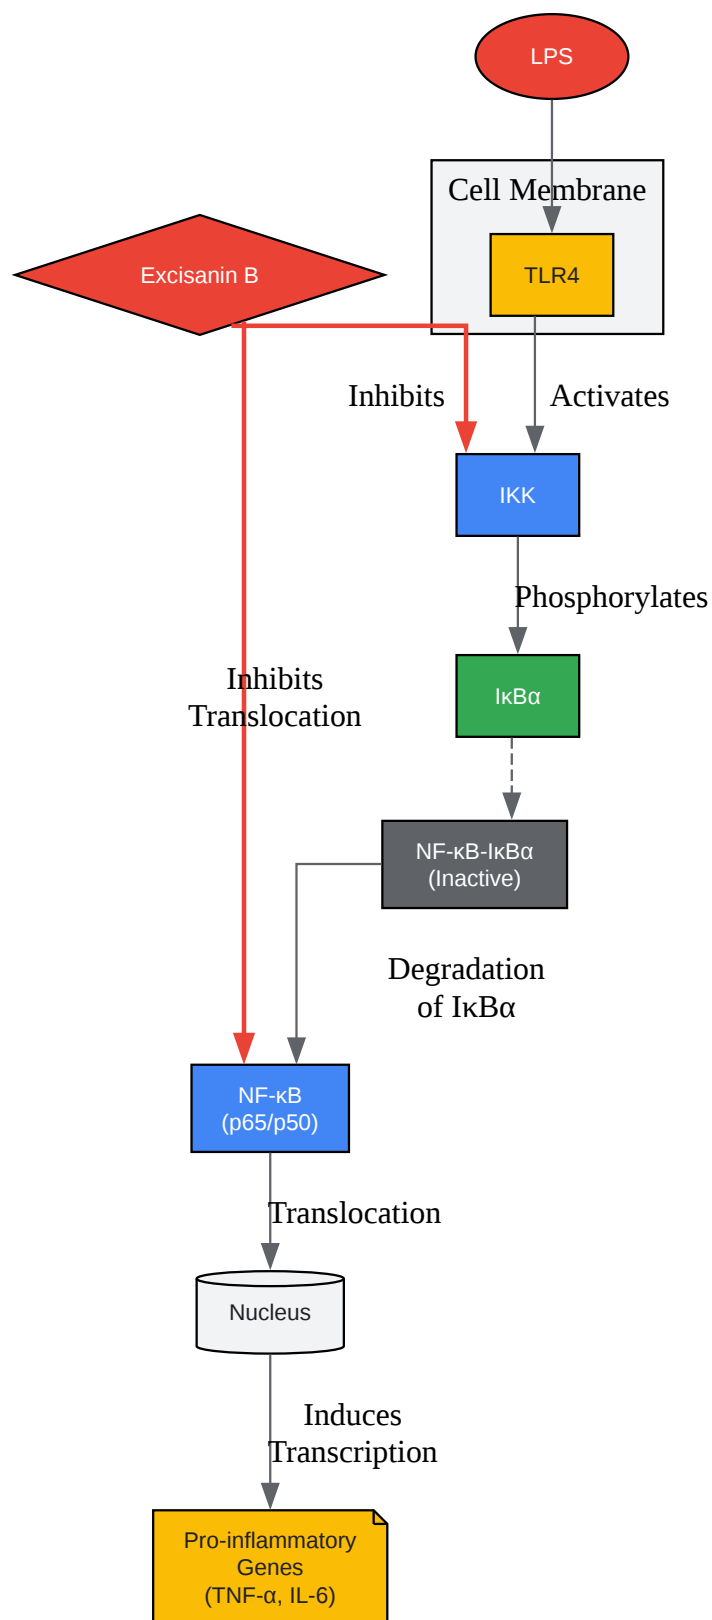 LPS
Cell Membrane
TLR4
Excisanin B
Inhibits
Activates
IKK
Phosphorylates
IκBα
Inhibits
Translocation
NF-κB-IκBα
(Inactive)
Degradation
of IκBα
NF-κB
(p65/p50)
Translocation
Nucleus
Induces
Transcription
Pro-inflammatory
Genes
(TNF-α, IL-6)